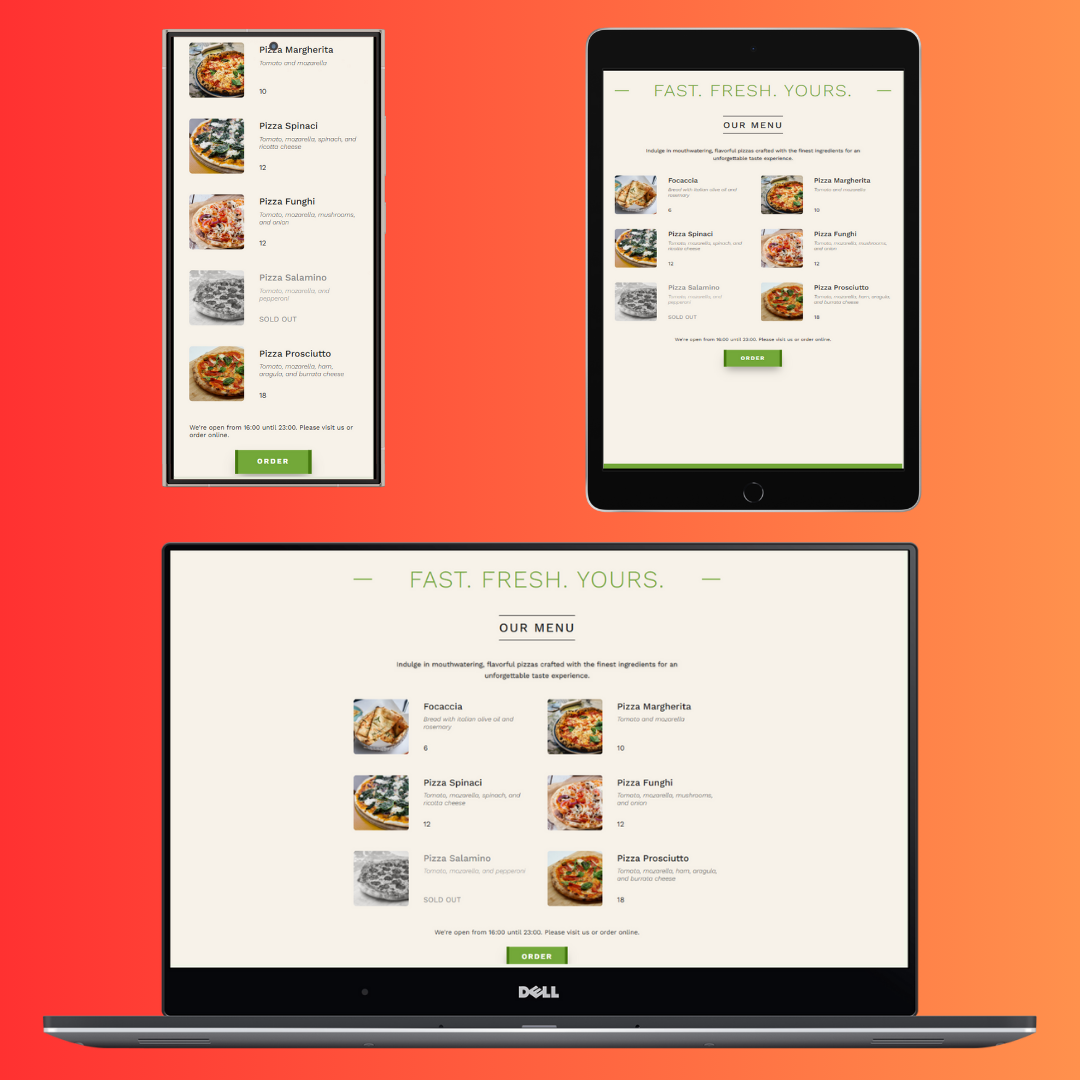 Pizza Margherita
Tomato and mozarella
10
Pizza Spinaci
Tomato, mozarella, spinach, and
ricotta cheese
12
Pizza Funghi
Tomato, mozarella, mushrooms,
and onion
12
Pizza Salamino
Tomato, mozarella, and
pepperoni
SOLD OUT
Pizza Prosciutto
Tomato, mozarella, ham,
aragula, and burrata cheese
18
We're open from 16:00 until 23:00. Please visit us or
order online.
ORDER
FAST. FRESH. YOURS.
OUR MENU
Indulge in mouthwatering, flavorful pizzas crafted with the finest ingredients for an
unforgettable taste experience.
Focaccia
Bread with italian olive oil and
rosemary
6
Pizza Margherita
Tomato and mozarella
10
Pizza Spinaci
Tomato, mozarella, spinach, and
ricotta cheese
12
Pizza Funghi
Tomato, mozarella, mushrooms,
and onion
12
Pizza Salamino
Tomato, mozarella, and
pepperoni
SOLD OUT
Pizza Prosciutto
Tomato, mozarella, ham, aragula,
and burrata cheese
18
We're open from 16:00 until 23:00. Please visit us or order online.
ORDER
FAST. FRESH. YOURS.
OUR MENU
Indulge in mouthwatering, flavorful pizzas crafted with the finest ingredients for an
unforgettable taste experience.
Focaccia
Bread with italian olive oil and
rosemary
6
Pizza Margherita
Tomato and mozarella
10
Pizza Spinaci
Tomato, mozarella, spinach, and
ricotta cheese
12
Pizza Funghi
Tomato, mozarella, mushrooms,
and onion
12
Pizza Salamino
Tomato, mozarella, and pepperoni
SOLD OUT
Pizza Prosciutto
Tomato, mozarella, ham, aragula,
and burrata cheese
18
We're open from 16:00 until 23:00. Please visit us or order online.
ORDER
DELL